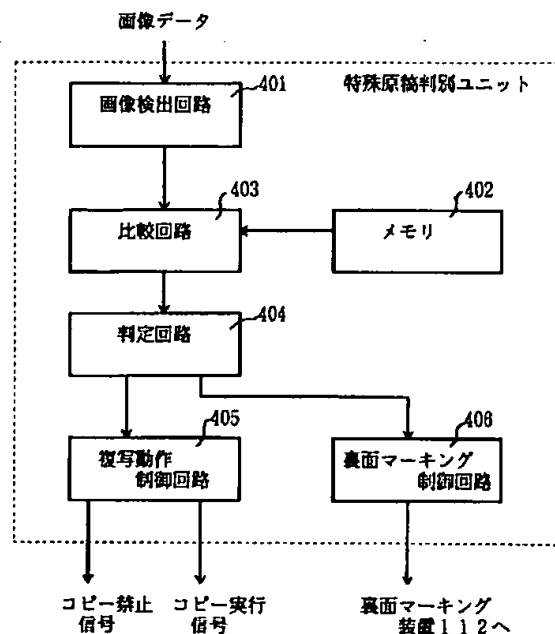 画像データ
特殊原稿判別ユニット
401
画像検出回路
403
402
比較回路
メモリ
404
判定回路
405
406
複写動作
制御回路
裏面マーキング
制御回路
コピー禁止
信号
コピー実行
信号
裏面マーキング
装置112へ